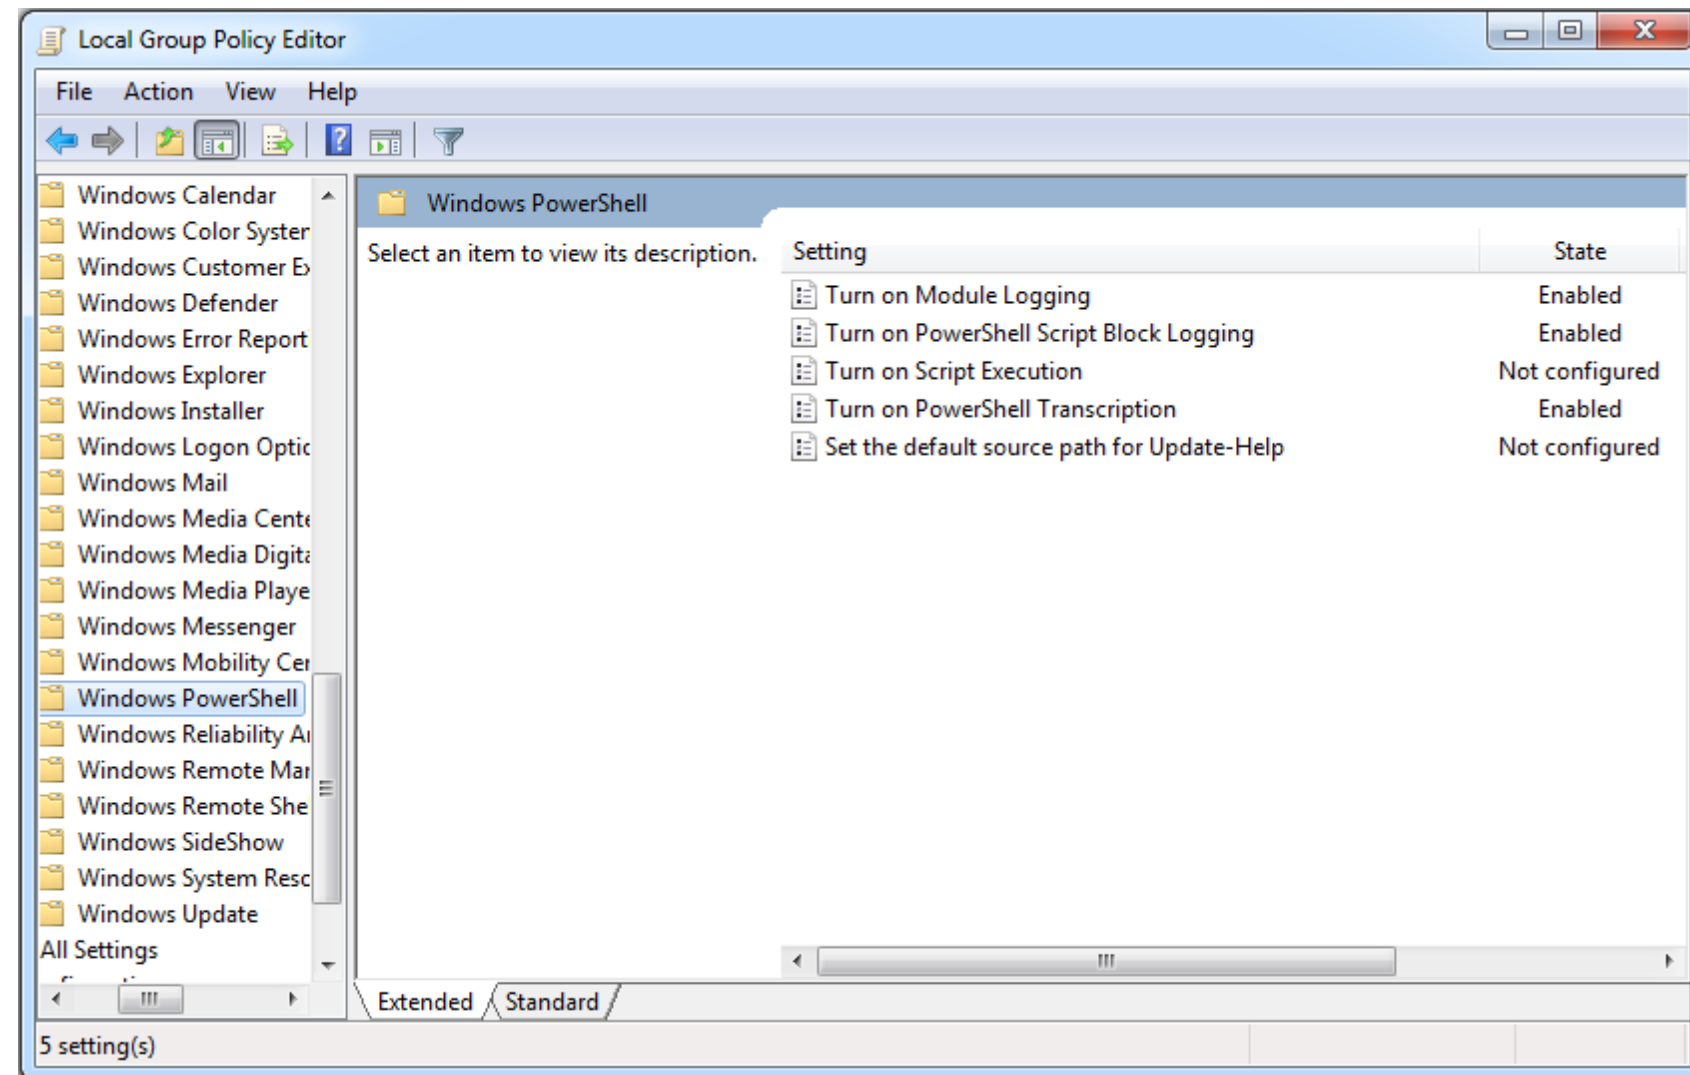 Local Group Policy Editor
File Action View Help
Windows Calendar
Windows Color System
Windows Customer Ex
Windows Defender
Windows Error Report
Windows Explorer
Windows Installer
Windows Logon Optic
Windows Mail
Windows Media Cente
Windows Media Digita
Windows Media Playe
Windows Messenger
Windows Mobility Cer
Windows PowerShell
Windows Reliability Ar
Windows Remote Mar
Windows Remote She
Windows SideShow
Windows System Resc
Windows Update
All Settings
Windows PowerShell
Select an item to view its description.
Setting State
Turn on Module Logging Enabled
Turn on PowerShell Script Block Logging Enabled
Turn on Script Execution Not configured
Turn on PowerShell Transcription Enabled
Set the default source path for Update-Help Not configured
Extended Standard
5 setting(s)